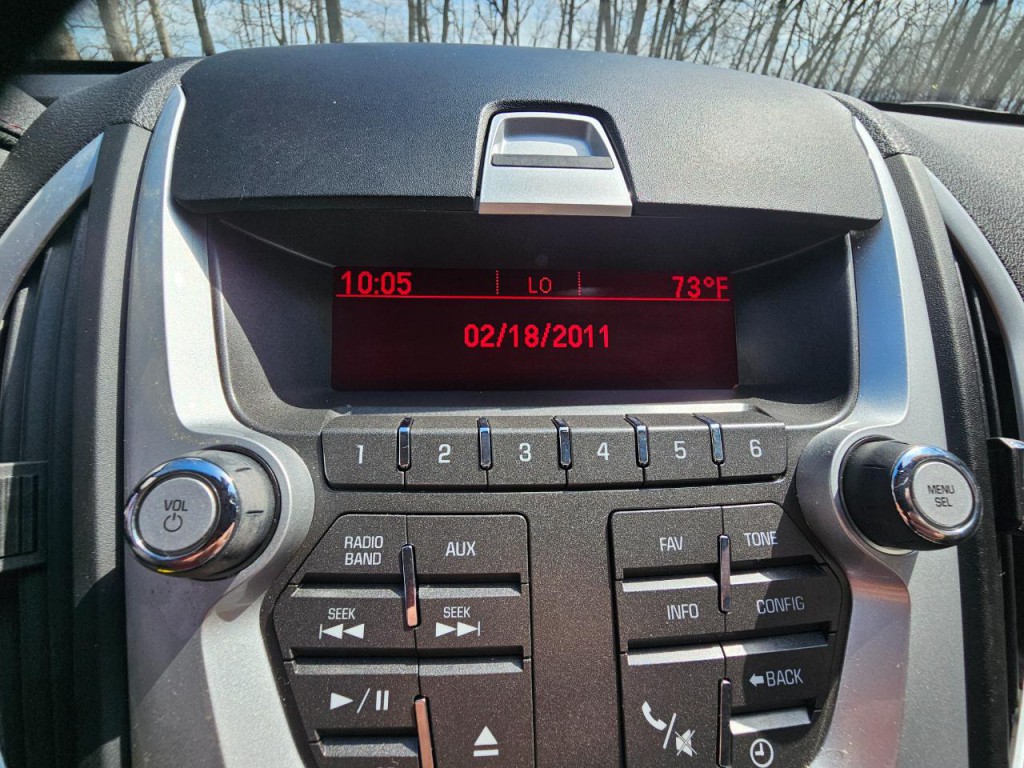 10:05 LO 73°F
02/18/2011
1 2 3 4 5 6
VOL
MENU
SEL
RADIO
BAND
AUX
FAV
TONE
SEEK
SEEK
INFO
CONFIG
BACK